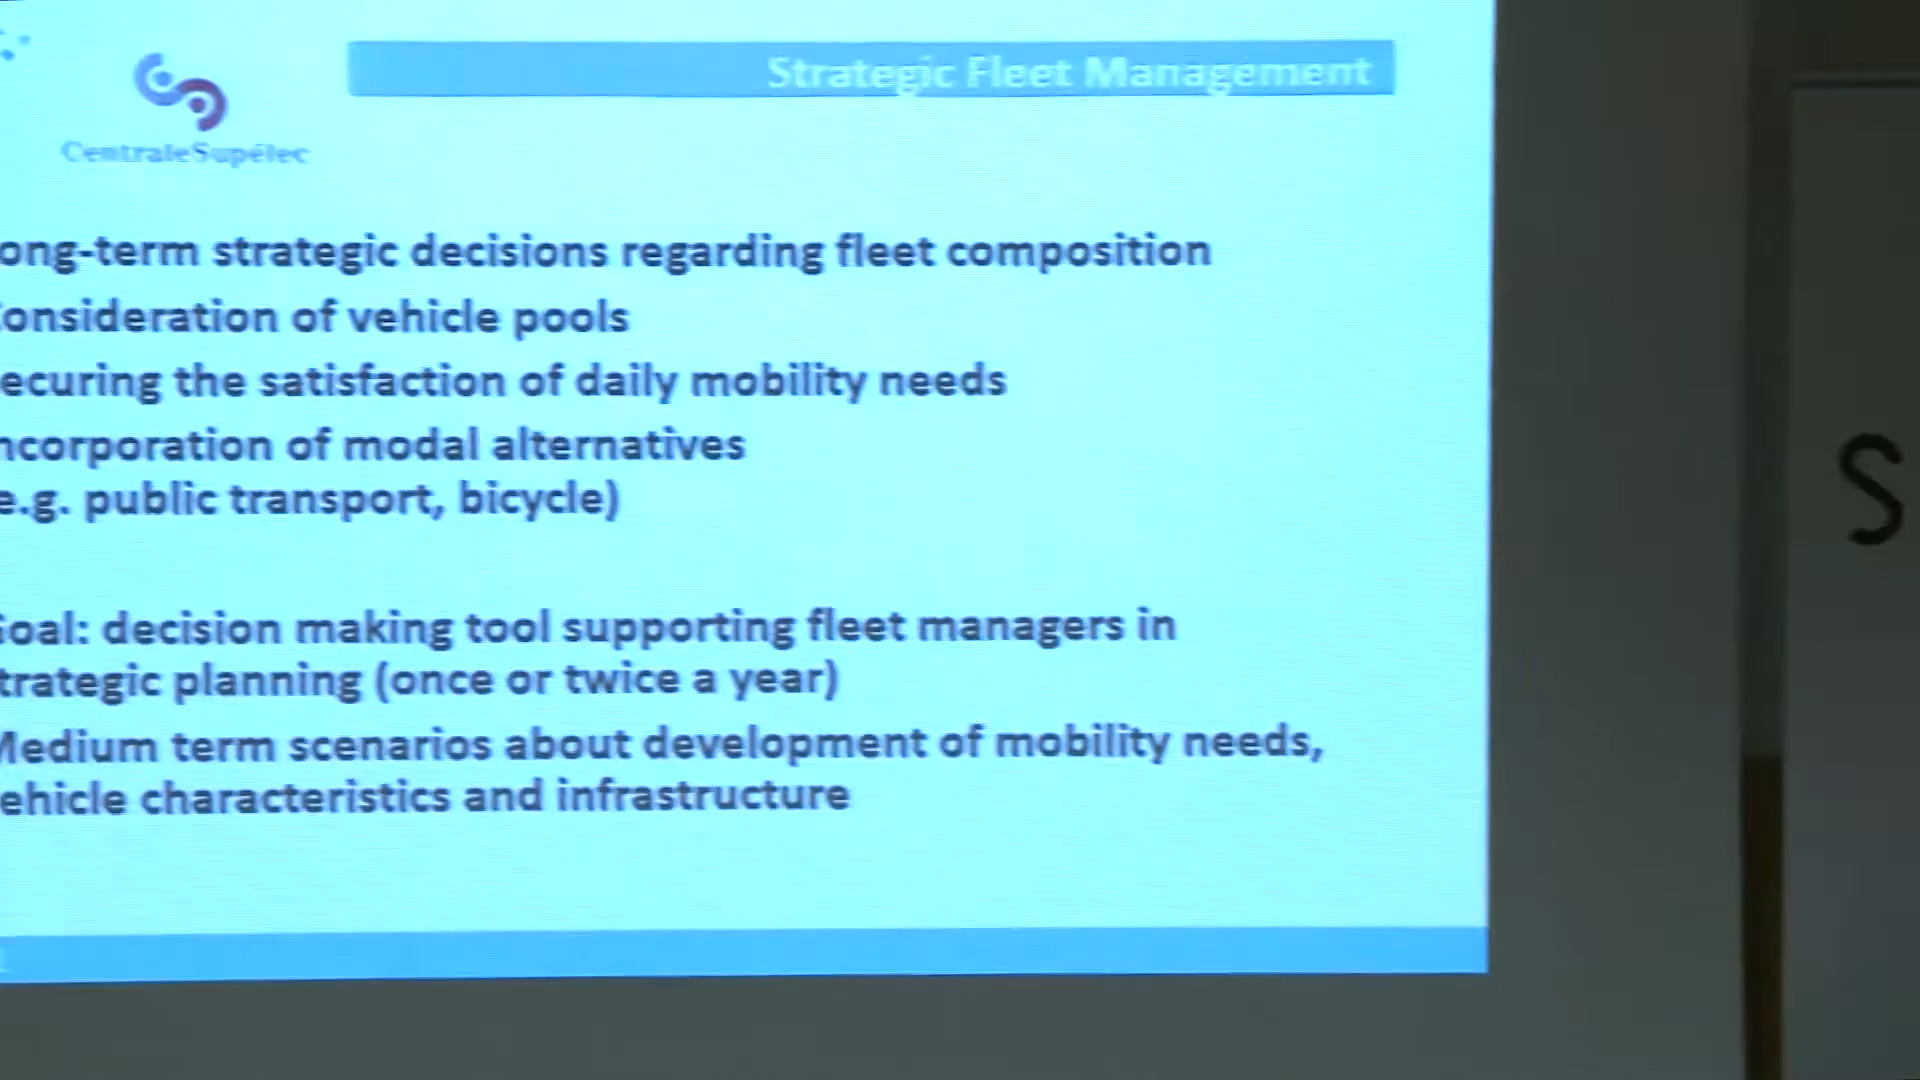 Strategic Fleet Management
CentraleSupélec
ong-term strategic decisions regarding fleet composition
onsideration of vehicle pools
ecuring the satisfaction of daily mobility needs
ncorporation of modal alternatives
e.g. public transport, bicycle)
oal: decision making tool supporting fleet managers in
trategic planning (once or twice a year)
Medium term scenarios about development of mobility needs,
ehicle characteristics and infrastructure
S